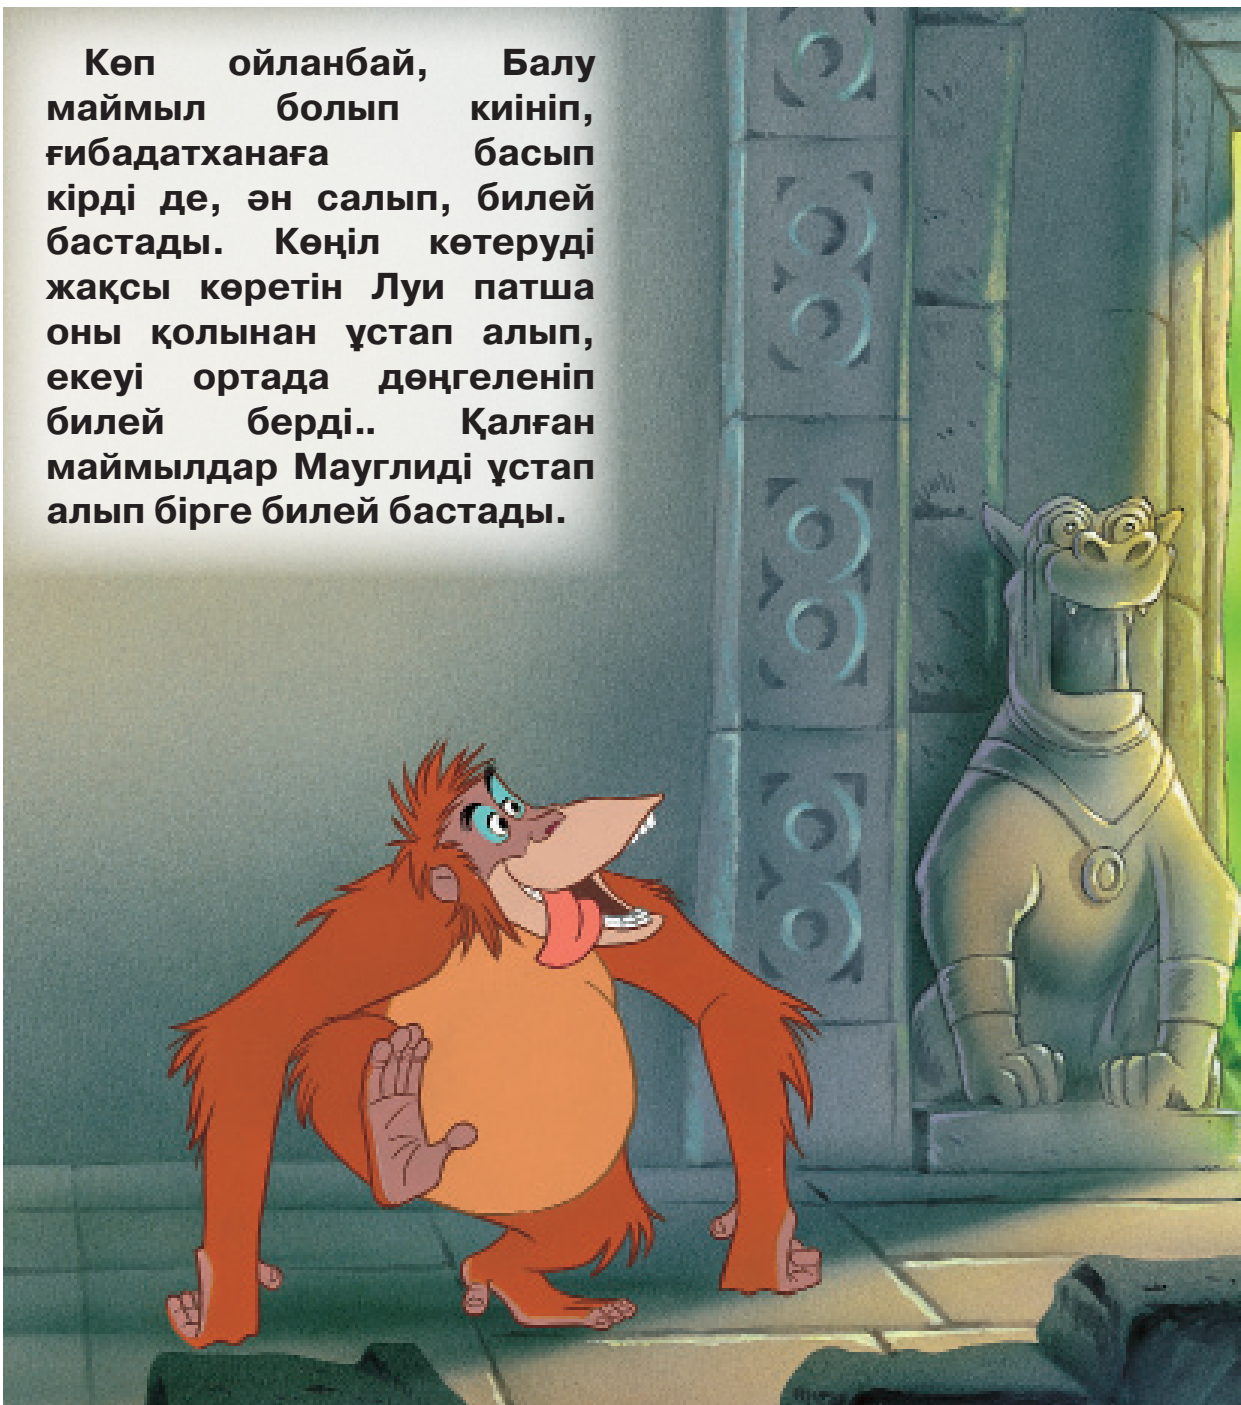 Көп ойланбай, Балу
маймыл болып киініп,
ғибадатханаға басып
кірді де, ән салып, билей
бастады. Көңіл көтеруді
жақсы көретін Луи патша
оны қолынан ұстап алып,
екеуі ортада дөңгеленіп
билей берді.. Қалған
маймылдар Мауглиді ұстап
алып бірге билей бастады.